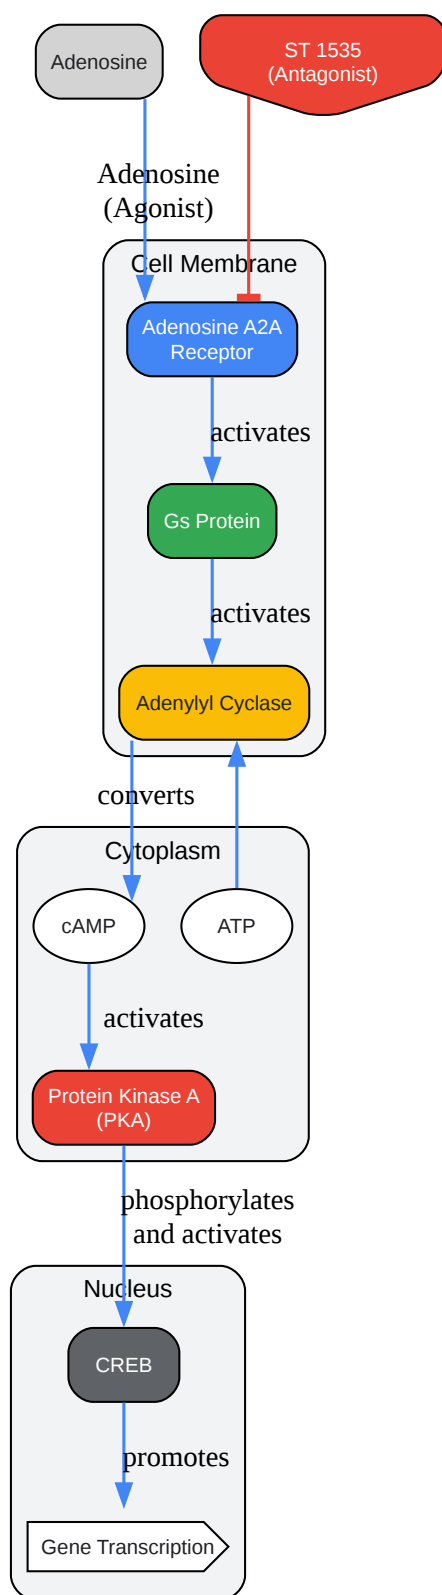 Adenosine
ST 1535
(Antagonist)
Adenosine
(Agonist)
Cell Membrane
Adenosine A2A
Receptor
activates
Gs Protein
activates
Adenylyl Cyclase
converts
Cytoplasm
cAMP
ATP
activates
Protein Kinase A
(PKA)
phosphorylates
and activates
Nucleus
CREB
promotes
Gene Transcription